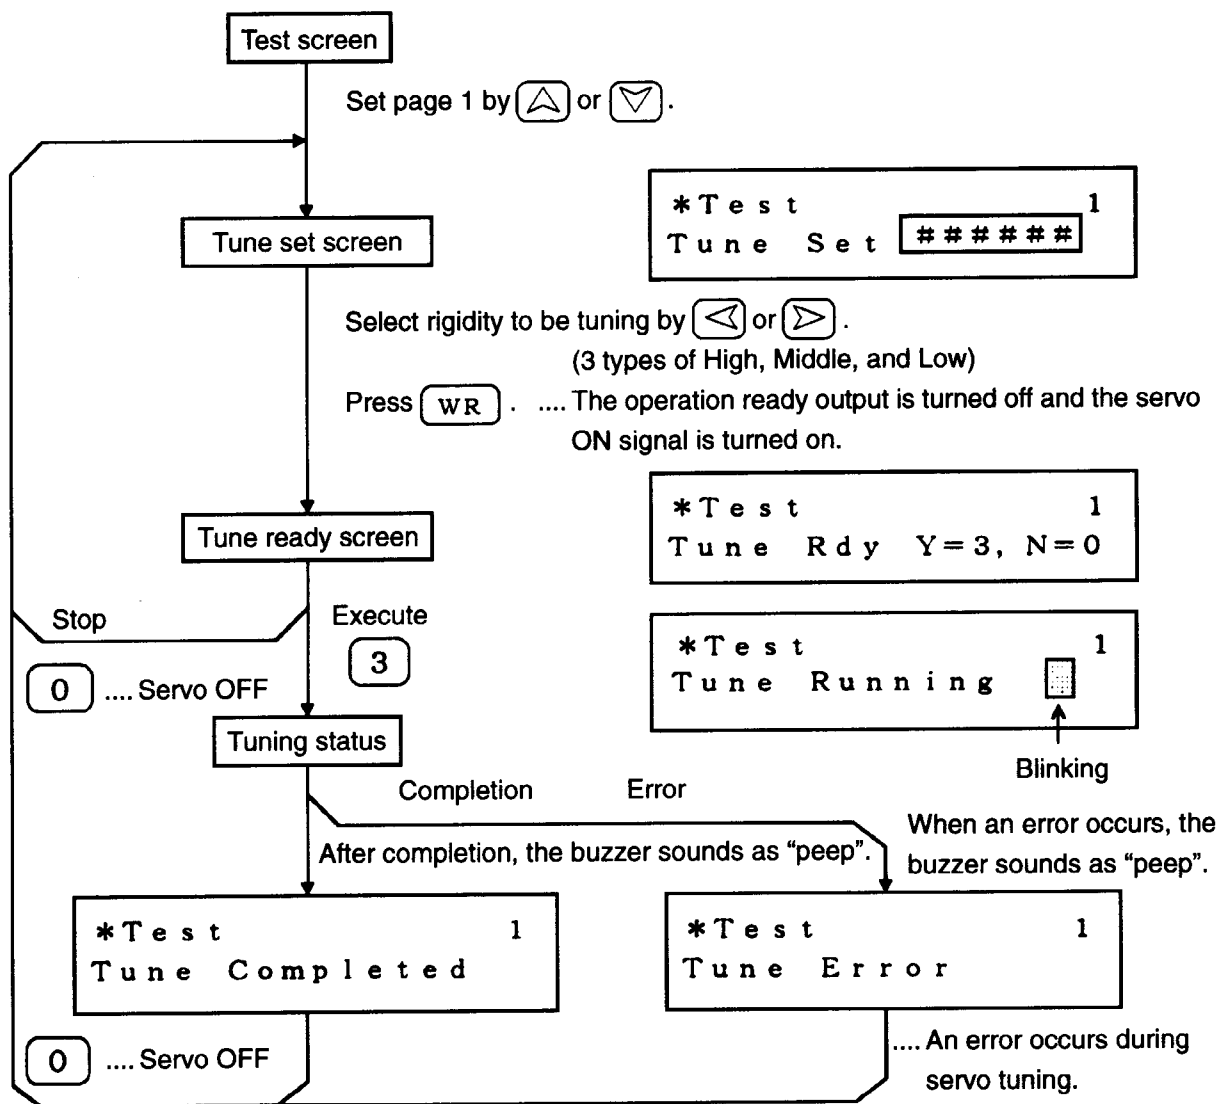 Test screen
Set page 1 by or .
*Test 1
Tune Set ######
Tune set screen
Select rigidity to be tuning by or .
(3 types of High, Middle, and Low)
Press WR . .... The operation ready output is turned off and the servo
ON signal is turned on.
*Test 1
Tune Rdy Y=3, N=0
Tune ready screen
Stop
Execute
3
0 .... Servo OFF
*Test 1
Tune Running
Blinking
Tuning status
Completion Error
After completion, the buzzer sounds as “peep”.
When an error occurs, the
buzzer sounds as “peep”.
*Test 1
Tune Completed
*Test 1
Tune Error
0 .... Servo OFF
.... An error occurs during
servo tuning.